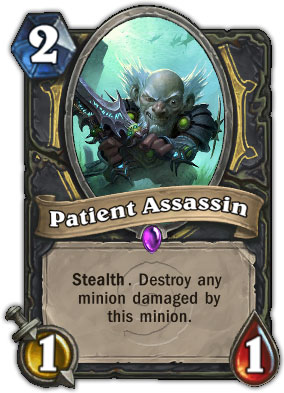 2
Patient Assassin
Stealth . Destroy any
minion damaged by
this minion.
1 1